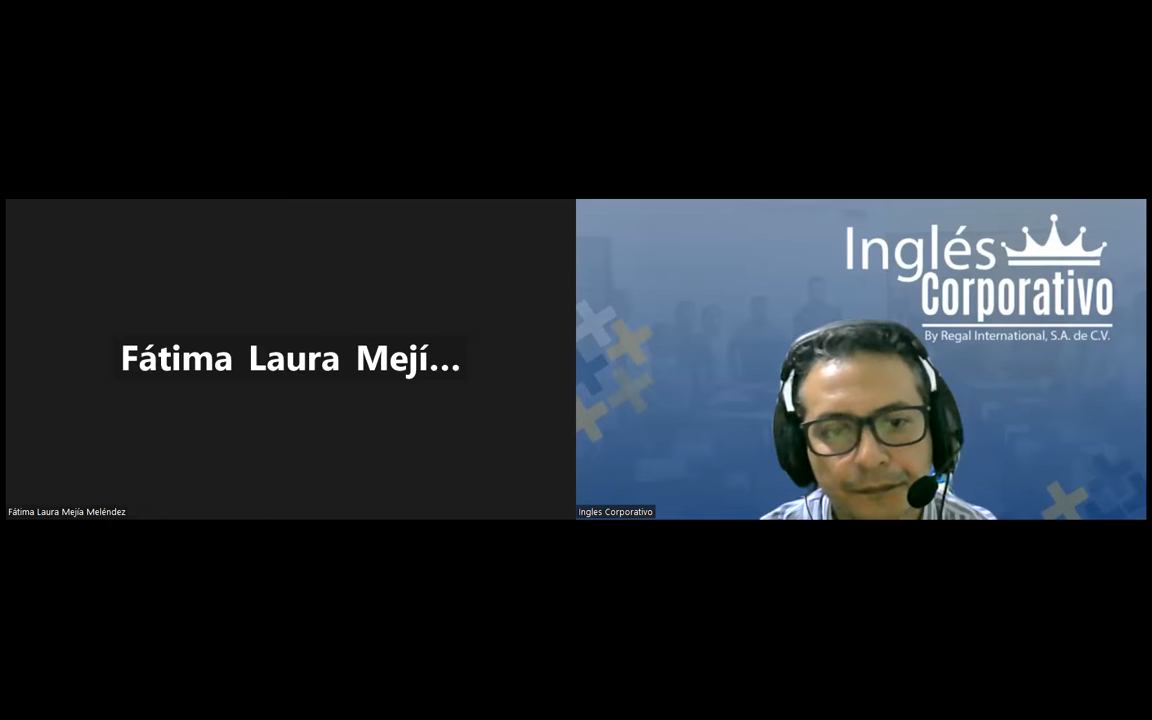 Fátima Laura Mejí...
Fátima Laura Mejía Meléndez
Inglés
Corporativo
By Regal International, S.A. de C.V.
Ingles Corporativo